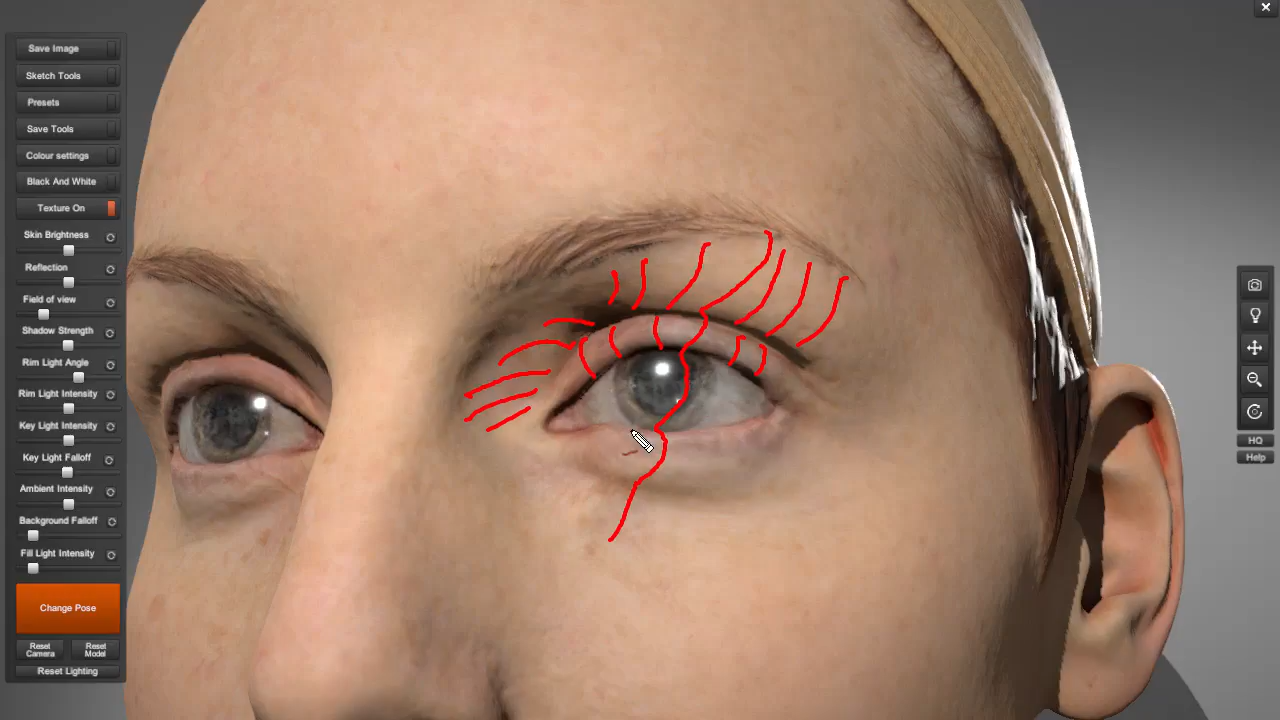 Save Image
Sketch Tools
Presets
Save Tools
Colour settings
Black And White
Texture On
Skin Brightness
Reflection
Field of view
Shadow Strength
Rim Light Angle
Rim Light Intensity
Key Light Intensity
Key Light Falloff
Ambient Intensity
Background Falloff
Fill Light Intensity
Change Pose
Reset Camera
Reset Model
Reset Lighting
HQ
Help